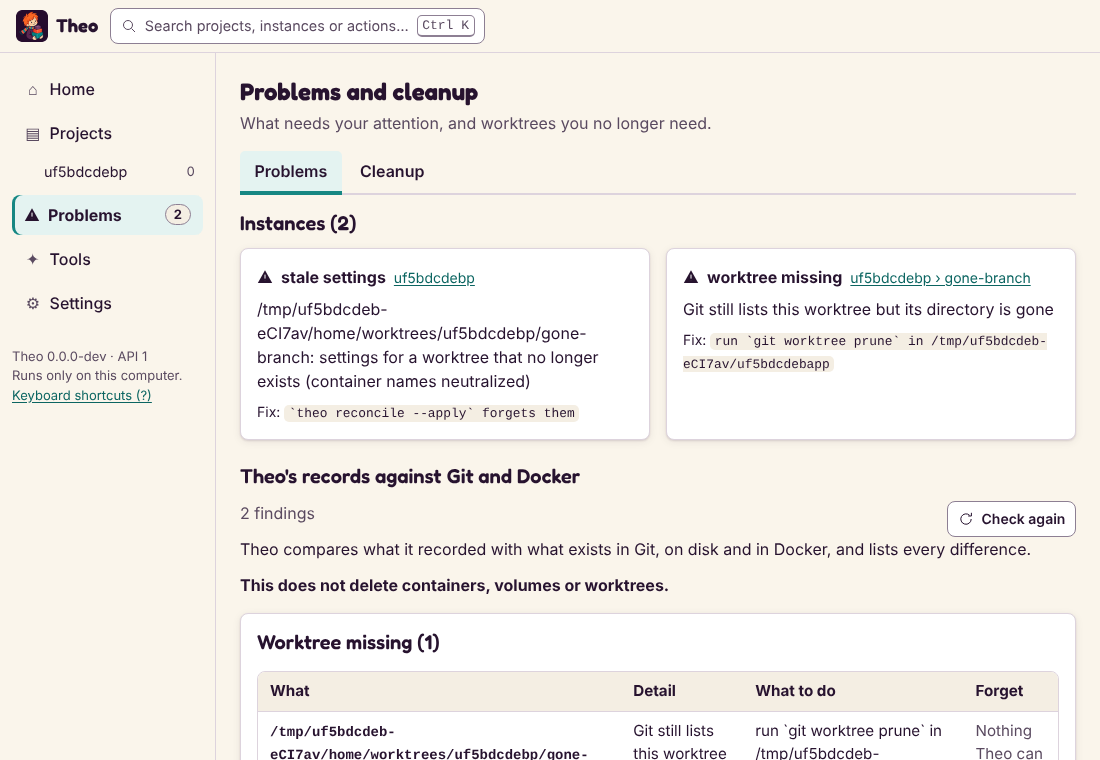 Theo
Search projects, instances or actions... Ctrl K
Home
Projects
uf5bdcdebp 0
Problems 2
Tools
Settings
Theo 0.0.0-dev · API 1
Runs only on this computer.
Keyboard shortcuts (?)
Problems and cleanup
What needs your attention, and worktrees you no longer need.
Problems Cleanup
Instances (2)
stale settings uf5bdcdebp
/tmp/uf5bdcdeb-
eCI7av/home/worktrees/uf5bdcdebp/gone-
branch: settings for a worktree that no longer
exists (container names neutralized)
Fix: `theo reconcile --apply` forgets them
worktree missing uf5bdcdebp › gone-branch
Git still lists this worktree but its directory is gone
Fix: run `git worktree prune` in /tmp/uf5bdcdeb-
eCI7av/uf5bdcdebapp
Theo's records against Git and Docker
2 findings
Check again
Theo compares what it recorded with what exists in Git, on disk and in Docker, and lists every difference.
This does not delete containers, volumes or worktrees.
Worktree missing (1)
What Detail What to do Forget
/tmp/uf5bdcdeb- Git still lists run `git worktree prune` in Nothing
eCI7av/home/worktrees/uf5bdcdebp/gone- this worktree /tmp/uf5bdcdeb- Theo can